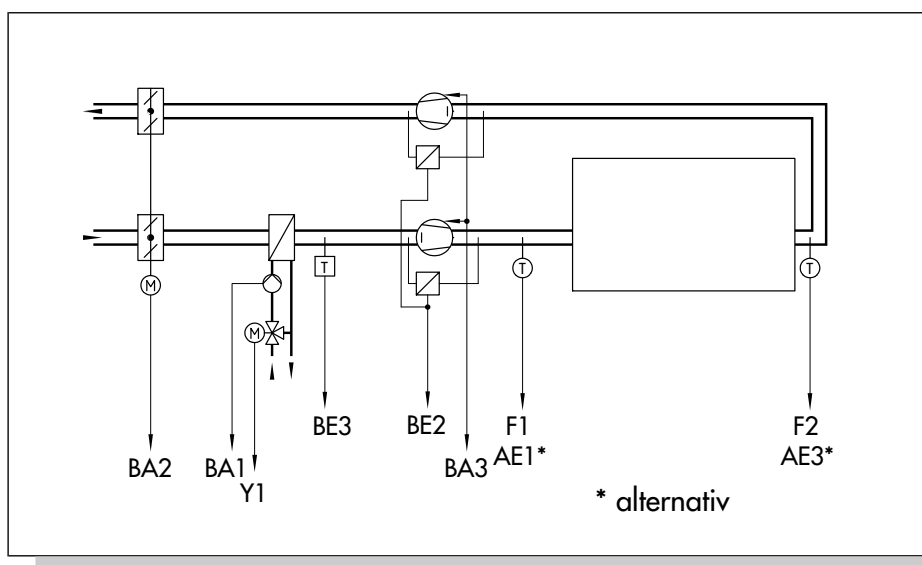 M
T
T
T
M
BE3
BE2
F1
F2
BA2
BA1
BA3
AE1*
AE3*
Y1
* alternativ